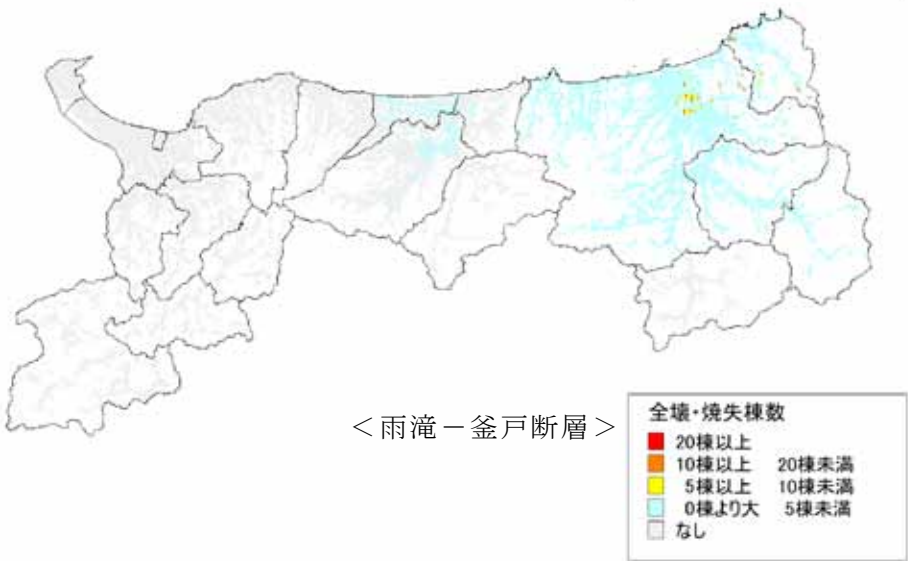 ＜雨滝－釜戸断層＞
全壊・焼失棟数
20棟以上
10棟以上 20棟未満
5棟以上 10棟未満
0棟より大 5棟未満
なし